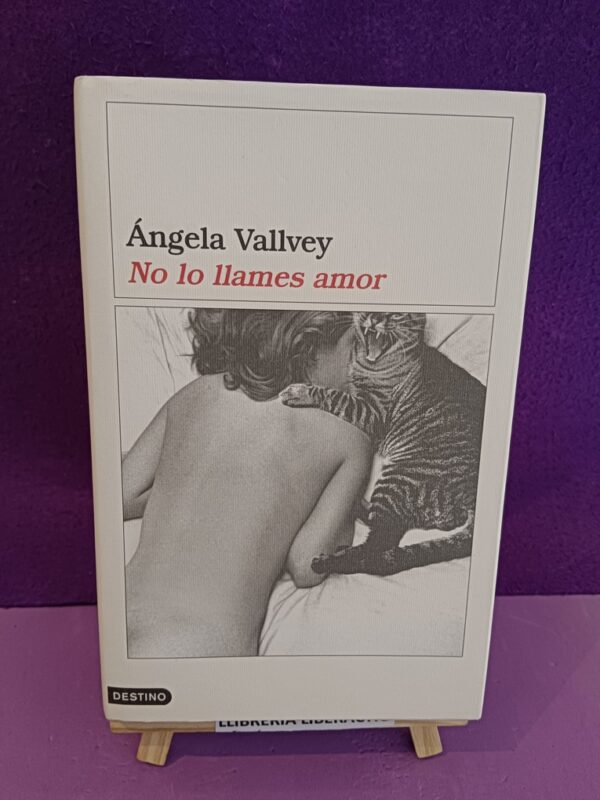 Ángela Vallvey
No lo llames amor
DESTINO
LLIBRERIA